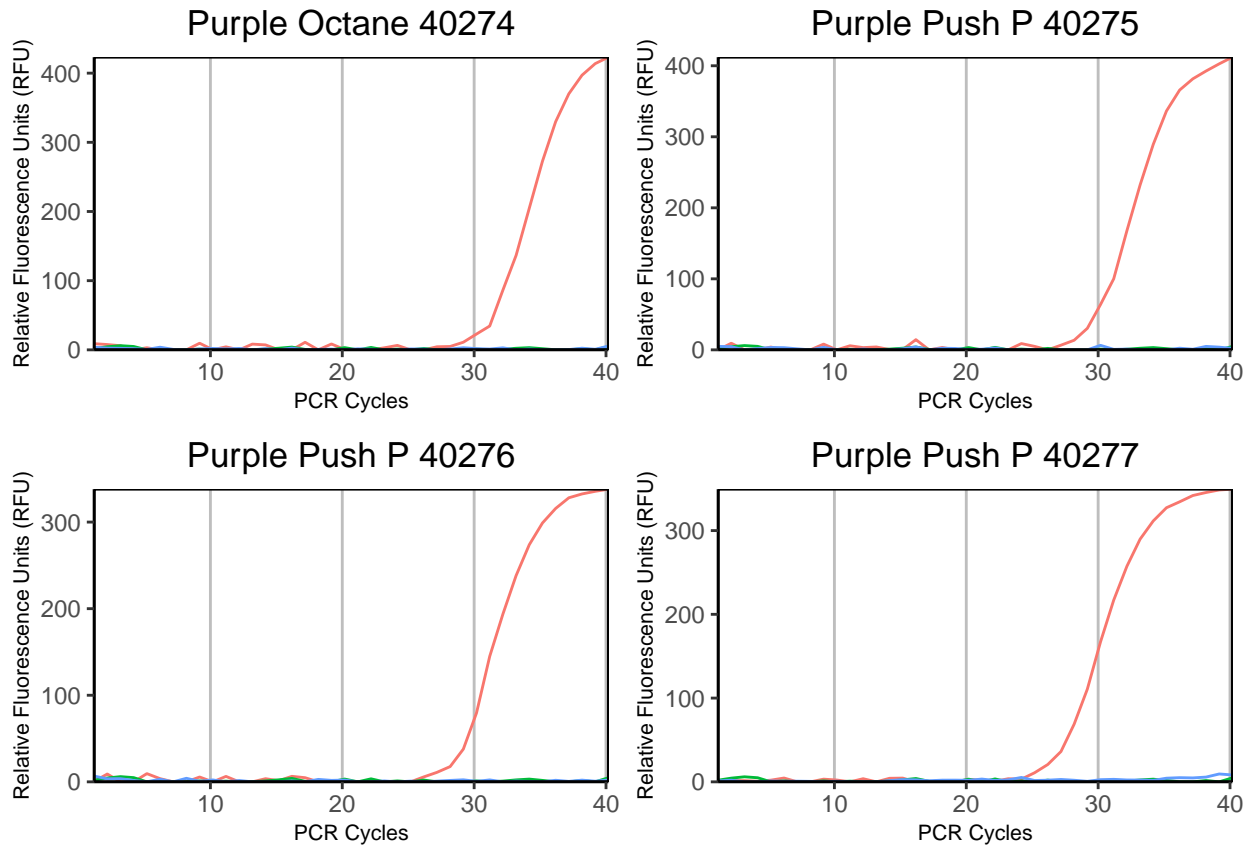 Purple Octane 40274
Relative Fluorescence Units (RFU)
400
300
200
100
0
10 20 30 40
PCR Cycles
Purple Push P 40275
Relative Fluorescence Units (RFU)
400
300
200
100
0
10 20 30 40
PCR Cycles
Purple Push P 40276
Relative Fluorescence Units (RFU)
300
200
100
0
10 20 30 40
PCR Cycles
Purple Push P 40277
Relative Fluorescence Units (RFU)
300
200
100
0
10 20 30 40
PCR Cycles